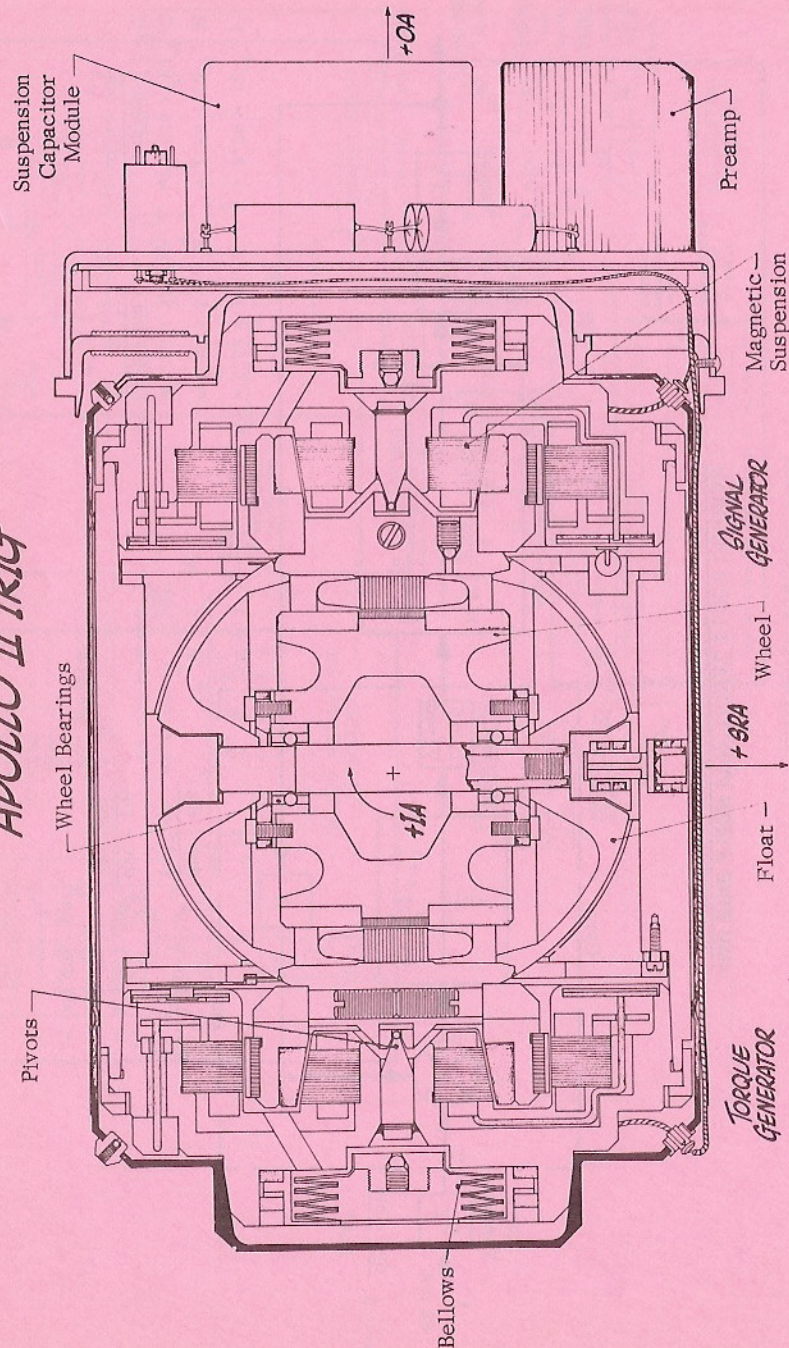 APOLLO II IRIG
Pivots
Wheel Bearings
Suspension
Capacitor
Module
+OA
+IA
+SRA
Bellows
TORQUE
GENERATOR
Float
Wheel
SIGNAL
GENERATOR
Magnetic
Suspension
Preamp